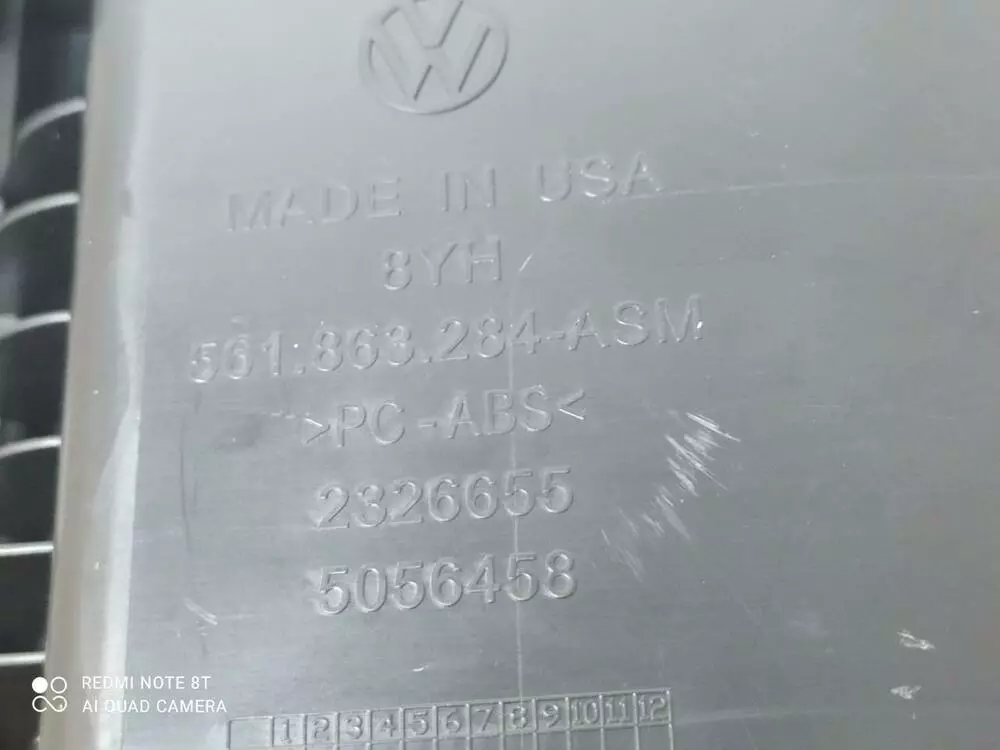 MADE IN USA
8YH
561.863.284-ASM
>PC-ABS<
2326655
5056458
1 2 3 4 5 6 7 8 9 10 11 12
REDMI NOTE 8T
AI QUAD CAMERA